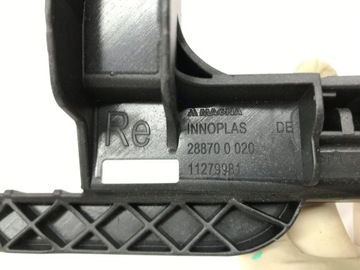 MAGNA
Re
INNOPLAS DE
28870 0 020
11279981